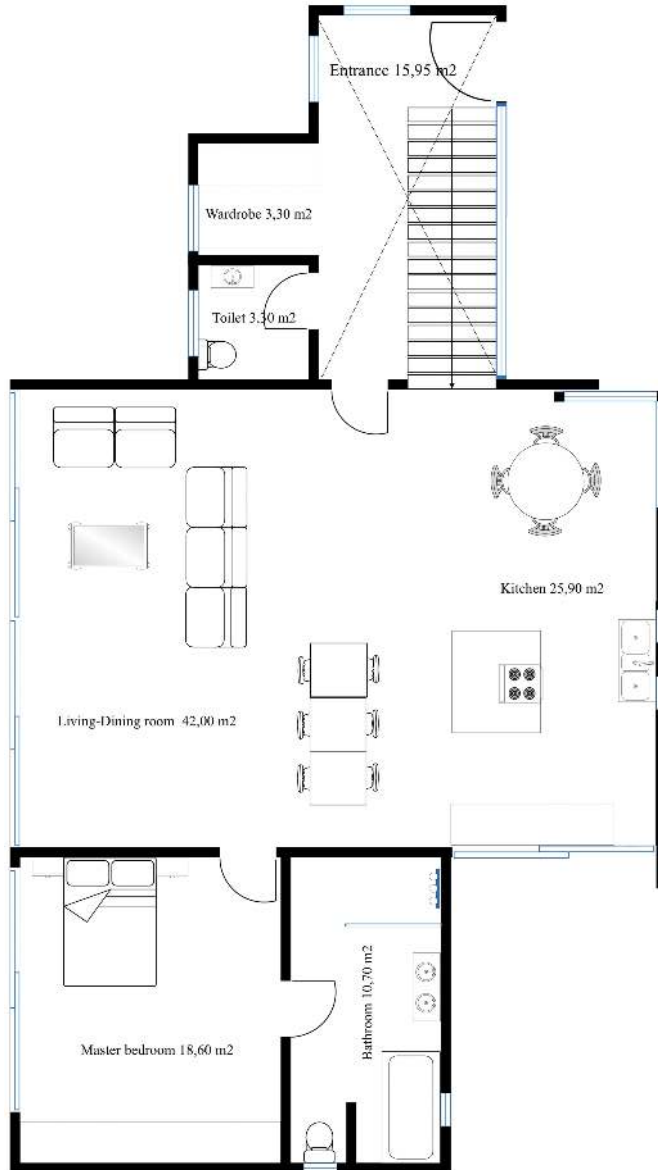 Entrance 15,95 m2
Wardrobe 3,30 m2
Toilet 3.30 m2
Kitchen 25,90 m2
Living-Dining room 42,00 m2
Bathroom 10,70 m2
Master bedroom 18,60 m2